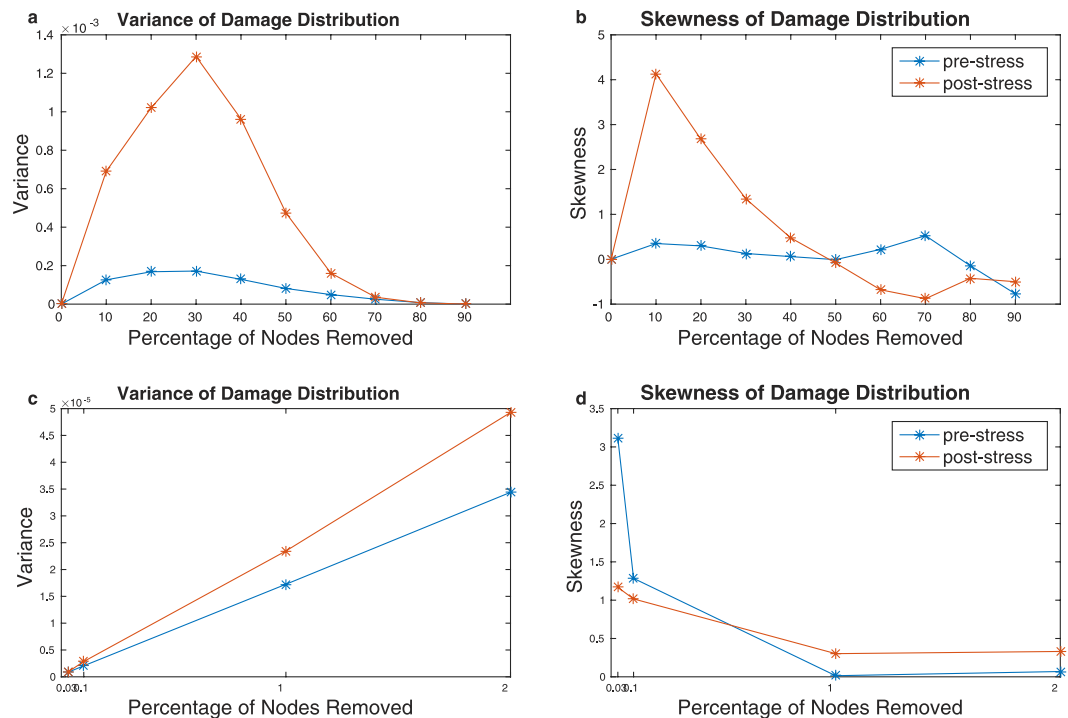 a
Variance of Damage Distribution
×10⁻³
1.4
1.2
1
0.8
0.6
0.4
0.2
0
Variance
0 10 20 30 40 50 60 70 80 90
Percentage of Nodes Removed
b
Skewness of Damage Distribution
5
4
3
2
1
0
-1
Skewness
pre-stress
post-stress
0 10 20 30 40 50 60 70 80 90
Percentage of Nodes Removed
c
Variance of Damage Distribution
×10⁻⁵
5
4.5
4
3.5
3
2.5
2
1.5
1
0.5
0
Variance
0.03 0.1 1 2
Percentage of Nodes Removed
d
Skewness of Damage Distribution
3.5
3
2.5
2
1.5
1
0.5
0
Skewness
pre-stress
post-stress
0.03 0.1 1 2
Percentage of Nodes Removed